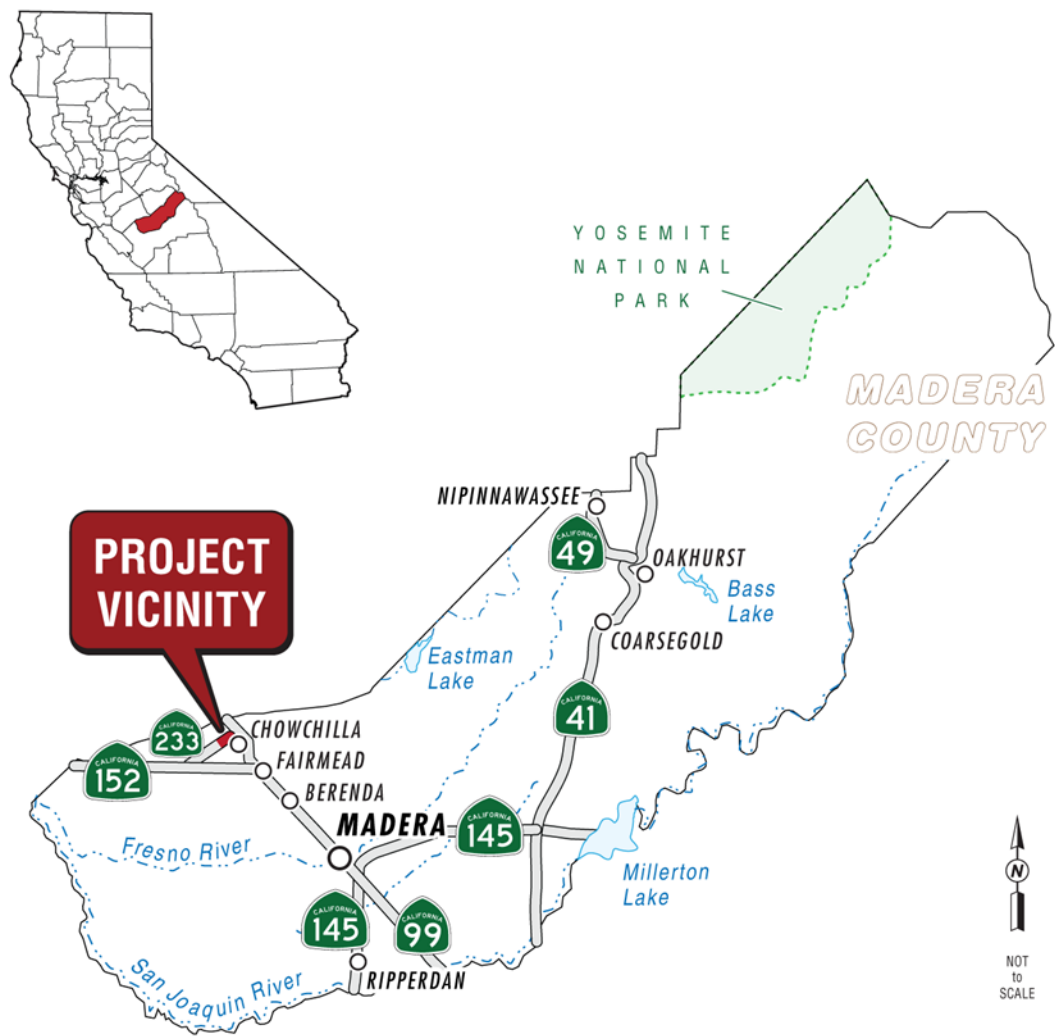 YOSEMITE
NATIONAL
PARK
MADERA
COUNTY
NIPINNAWASSEE
CALIFORNIA
49
OAKHURST
Bass
Lake
PROJECT
VICINITY
COARSEGOLD
Eastman
Lake
CALIFORNIA
41
CALIFORNIA
233
CHOWCHILLA
CALIFORNIA
152
FAIRMEAD
BERENDA
MADERA
CALIFORNIA
145
Fresno River
Millerton
Lake
N
CALIFORNIA
145
CALIFORNIA
99
San Joaquin River
RIPPERDAN
NOT
to
SCALE